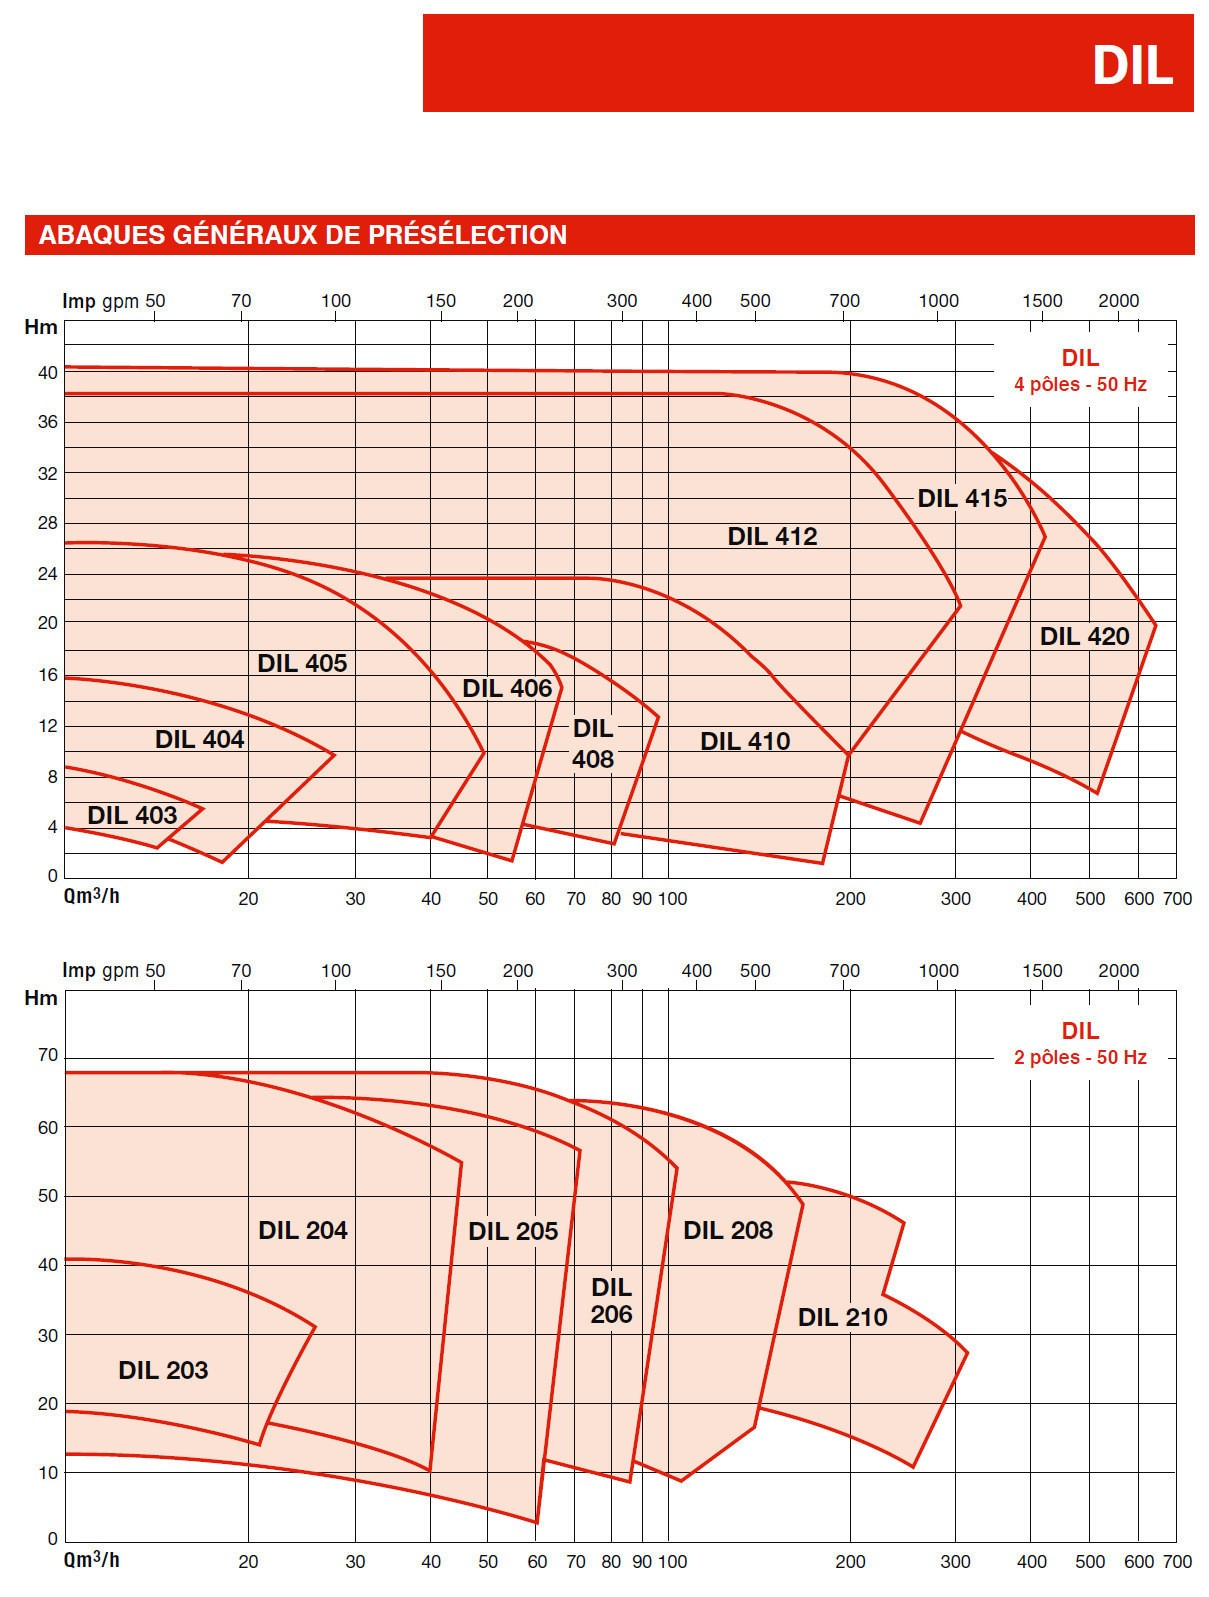 DIL
ABAQUES GÉNÉRAUX DE PRÉSÉLECTION
Imp gpm 50 70 100 150 200 300 400 500 700 1000 1500 2000
Hm
DIL
4 pôles - 50 Hz
40
36
32
28
24
20
16
12
8
4
0
DIL 415
DIL 412
DIL 420
DIL 405
DIL 406
DIL
408
DIL 404
DIL 410
DIL 403
Qm³/h 20 30 40 50 60 70 80 90 100 200 300 400 500 600 700
Imp gpm 50 70 100 150 200 300 400 500 700 1000 1500 2000
Hm
DIL
2 pôles - 50 Hz
70
60
50
40
30
20
10
0
DIL 204
DIL 205
DIL 208
DIL
206
DIL 210
DIL 203
Qm³/h 20 30 40 50 60 70 80 90 100 200 300 400 500 600 700